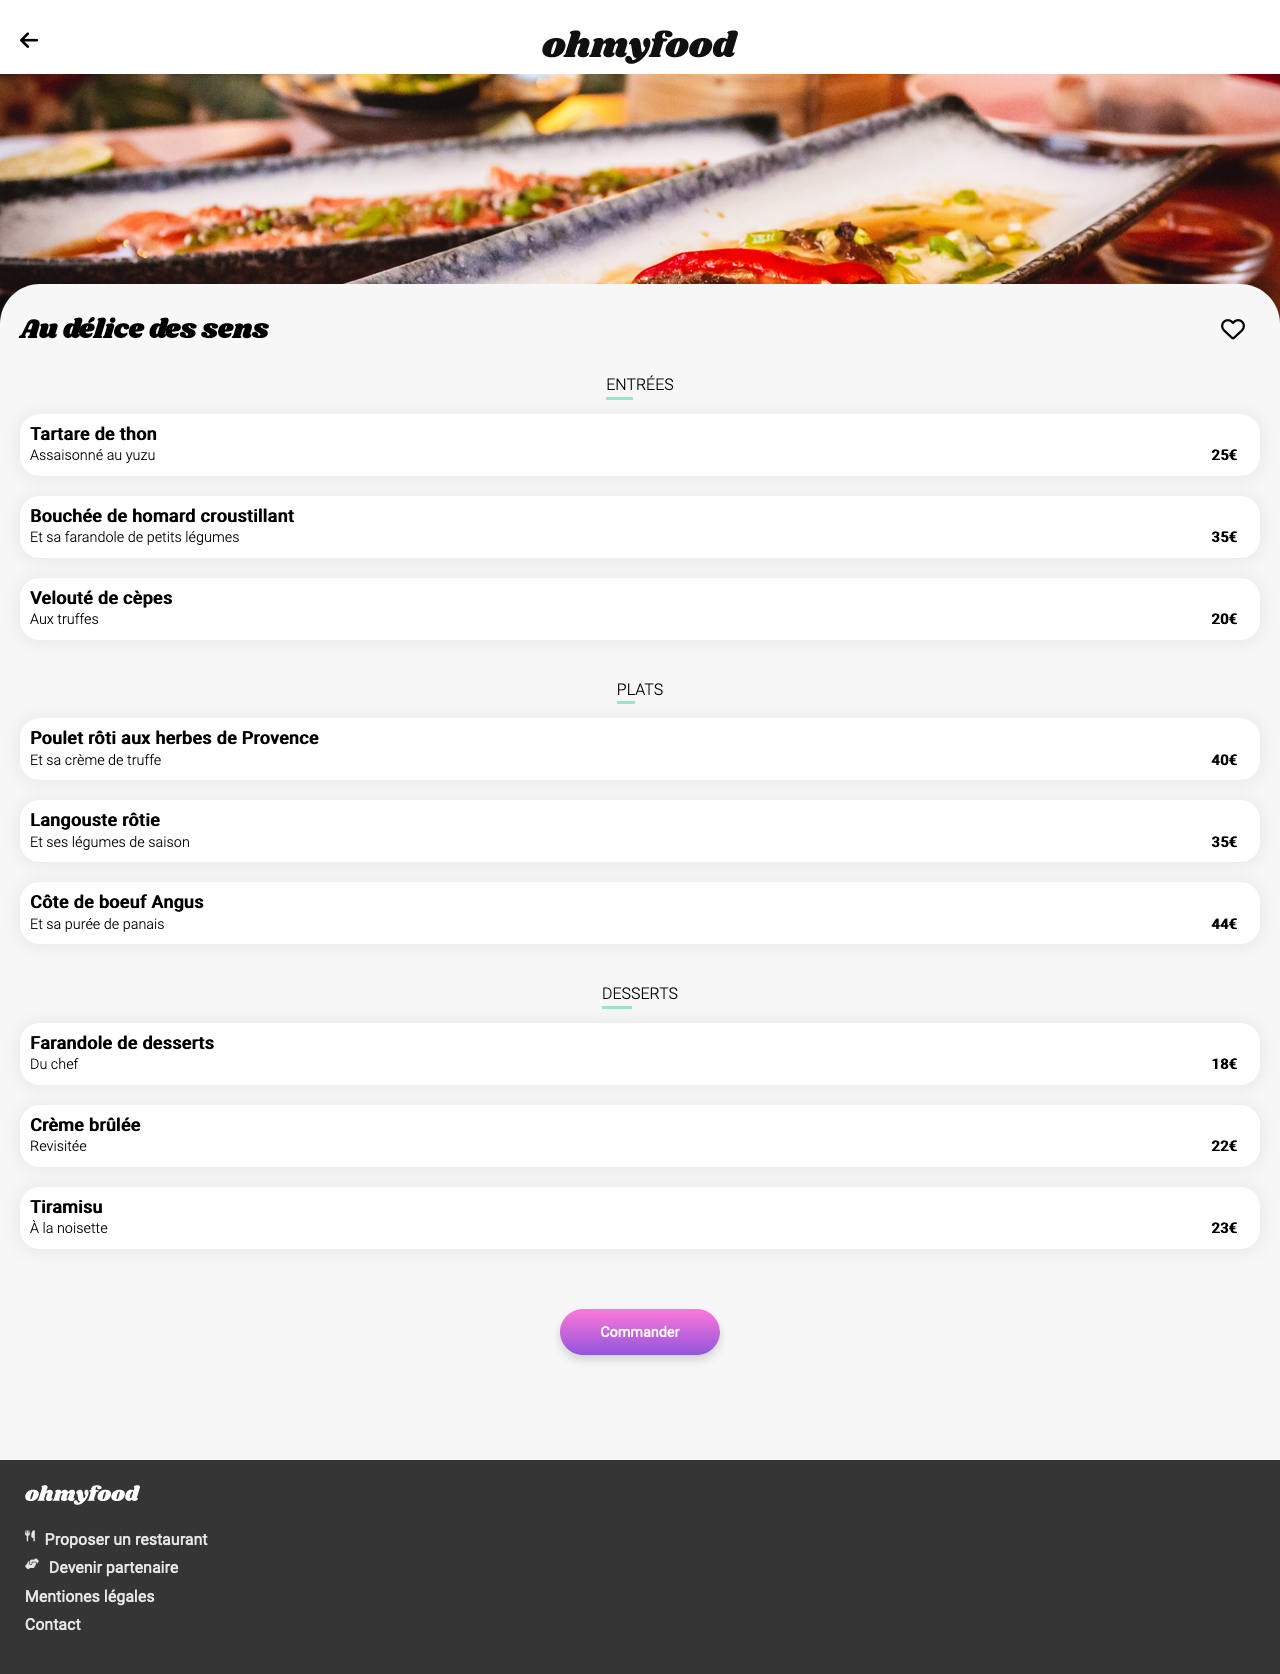 ohmyfood
Au délice des sens
ENTRÉES
Tartare de thon
Assaisonné au yuzu
25€
Bouchée de homard croustillant
Et sa farandole de petits légumes
35€
Velouté de cèpes
Aux truffes
20€
PLATS
Poulet rôti aux herbes de Provence
Et sa crème de truffe
40€
Langouste rôtie
Et ses légumes de saison
35€
Côte de boeuf Angus
Et sa purée de panais
44€
DESSERTS
Farandole de desserts
Du chef
18€
Crème brûlée
Revisitée
22€
Tiramisu
À la noisette
23€
Commander
ohmyfood
Proposer un restaurant
Devenir partenaire
Mentiones légales
Contact